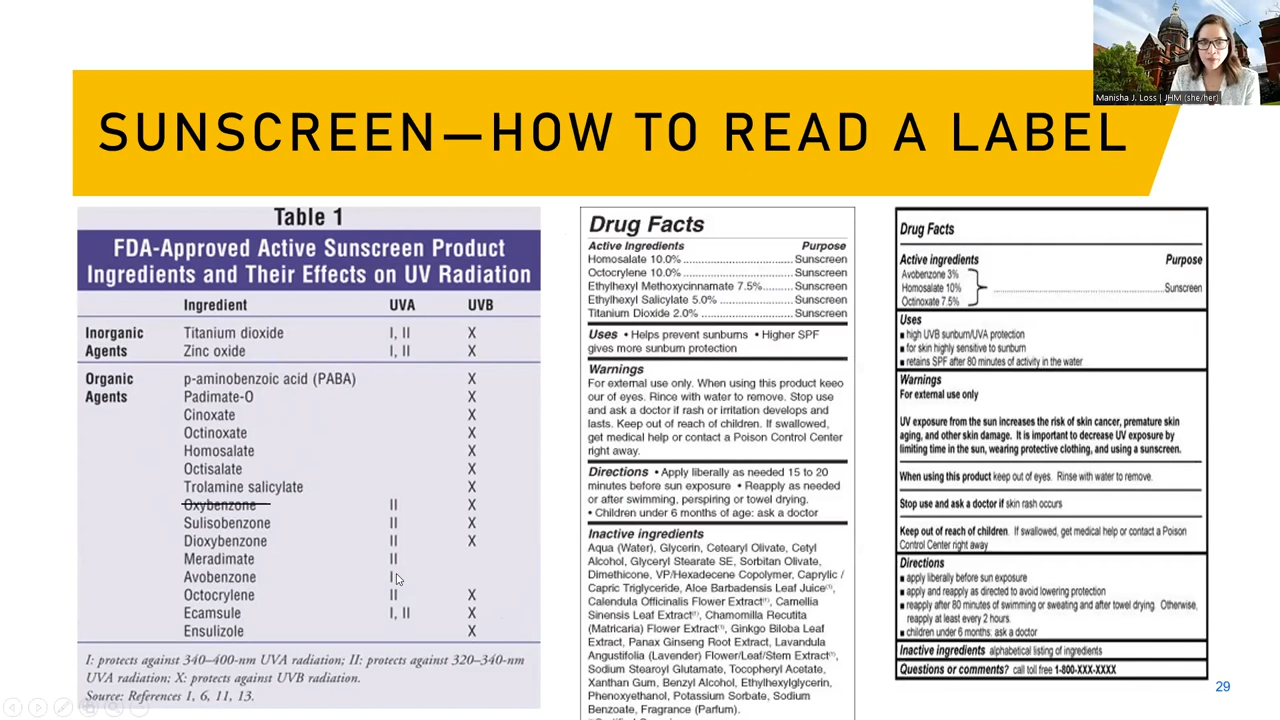 Manisha J. Loss | JHM (she/her)
SUNSCREEN—HOW TO READ A LABEL
Table 1
FDA-Approved Active Sunscreen Product
Ingredients and Their Effects on UV Radiation
Ingredient UVA UVB
Inorganic Titanium dioxide I, II X
Agents Zinc oxide I, II X
Organic p-aminobenzoic acid (PABA) X
Agents Padimate-O X
Cinoxate X
Octinoxate X
Homosalate X
Octisalate X
Trolamine salicylate X
Oxybenzone II X
Sulisobenzone II X
Dioxybenzone II X
Meradimate II
Avobenzone I
Octocrylene II X
Ecamsule I, II X
Ensulizole X
I: protects against 340–400-nm UVA radiation; II: protects against 320–340-nm
UVA radiation; X: protects against UVB radiation.
Source: References 1, 6, 11, 13.
Drug Facts
Active Ingredients Purpose
Homosalate 10.0% Sunscreen
Octocrylene 10.0% Sunscreen
Ethylhexyl Methoxycinnamate 7.5% Sunscreen
Ethylhexyl Salicylate 5.0% Sunscreen
Titanium Dioxide 2.0% Sunscreen
Uses • Helps prevent sunburns • Higher SPF
gives more sunburn protection
Warnings
For external use only. When using this product keeo
our of eyes. Rince with water to remove. Stop use
and ask a doctor if rash or irritation develops and
lasts. Keep out of reach of children. If swallowed,
get medical help or contact a Poison Control Center
right away.
Directions • Apply liberally as needed 15 to 20
minutes before sun exposure • Reapply as needed
or after swimming, perspiring or towel drying.
• Children under 6 months of age: ask a doctor
Inactive ingredients
Aqua (Water), Glycerin, Cetearyl Olivate, Cetyl
Alcohol, Glyceryl Stearate SE, Sorbitan Olivate,
Dimethicone, VP/Hexadecene Copolymer, Caprylic /
Capric Triglyceride, Aloe Barbadensis Leaf Juice(1),
Calendula Officinalis Flower Extract(1), Camellia
Sinensis Leaf Extract(1), Chamomilla Recutita
(Matricaria) Flower Extract(1), Ginkgo Biloba Leaf
Extract, Panax Ginseng Root Extract, Lavandula
Angustifolia (Lavender) Flower/Leaf/Stem Extract(1),
Sodium Stearoyl Glutamate, Tocopheryl Acetate,
Xanthan Gum, Benzyl Alcohol, Ethylhexylglycerin,
Phenoxyethanol, Potassium Sorbate, Sodium
Benzoate, Fragrance (Parfum).
Drug Facts
Active ingredients Purpose
Avobenzone 3%
Homosalate 10% Sunscreen
Octinoxate 7.5%
Uses
■ high UVB sunburn/UVA protection
■ for skin highly sensitive to sunburn
■ retains SPF after 80 minutes of activity in the water
Warnings
For external use only
UV exposure from the sun increases the risk of skin cancer, premature skin
aging, and other skin damage. It is important to decrease UV exposure by
limiting time in the sun, wearing protective clothing, and using a sunscreen.
When using this product keep out of eyes. Rinse with water to remove.
Stop use and ask a doctor if skin rash occurs
Keep out of reach of children. If swallowed, get medical help or contact a Poison
Control Center right away
Directions
■ apply liberally before sun exposure
■ apply and reapply as directed to avoid lowering protection
■ reapply after 80 minutes of swimming or sweating and after towel drying. Otherwise,
reapply at least every 2 hours.
■ children under 6 months: ask a doctor
Inactive ingredients alphabetical listing of ingredients
Questions or comments? call toll free 1-800-XXX-XXXX
29